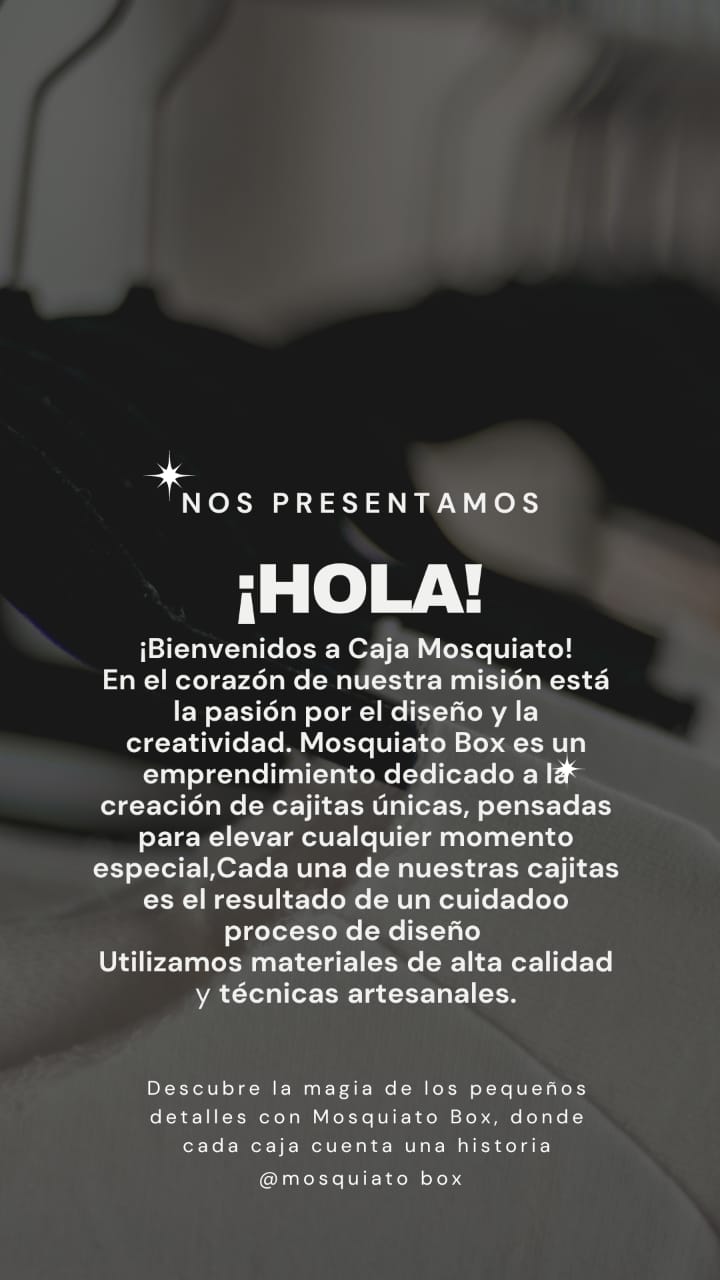 NOS PRESENTAMOS
¡HOLA!
¡Bienvenidos a Caja Mosquiato!
En el corazón de nuestra misión está
la pasión por el diseño y la
creatividad. Mosquiato Box es un
emprendimiento dedicado a la
creación de cajitas únicas, pensadas
para elevar cualquier momento
especial,Cada una de nuestras cajitas
es el resultado de un cuidadoo
proceso de diseño
Utilizamos materiales de alta calidad
y técnicas artesanales.
Descubre la magia de los pequeños
detalles con Mosquiato Box, donde
cada caja cuenta una historia
@mosquiato box